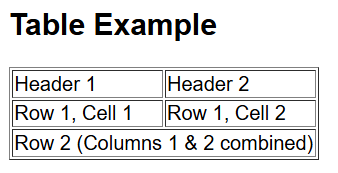 Table Example
Header 1 Header 2
Row 1, Cell 1 Row 1, Cell 2
Row 2 (Columns 1 & 2 combined)